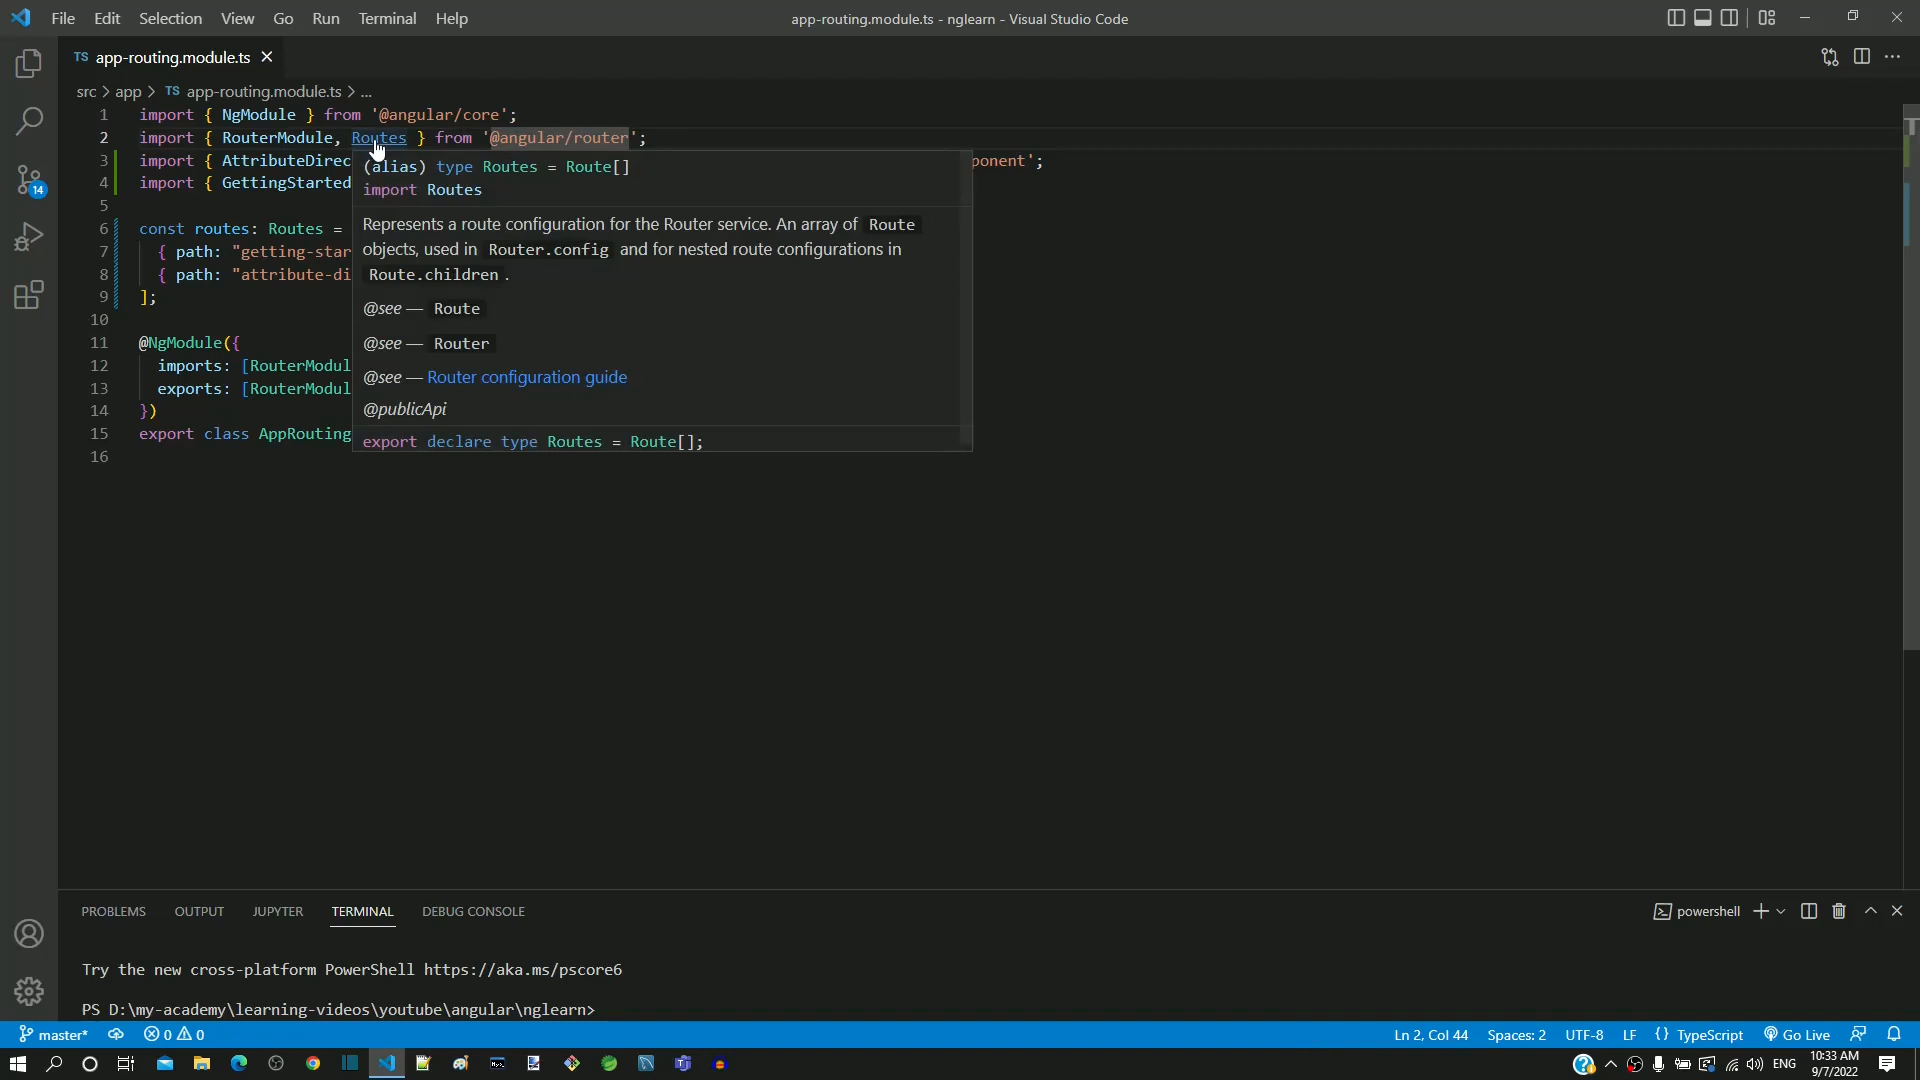 File Edit Selection View Go Run Terminal Help
app-routing.module.ts - nglearn - Visual Studio Code
TS app-routing.module.ts
src > app > TS app-routing.module.ts > ...
1 import { NgModule } from '@angular/core';
2 import { RouterModule, Routes } from '@angular/router';
3 import { AttributeDirec
ponent';
4 import { GettingStarted
5
6 const routes: Routes =
7 { path: "getting-star
8 { path: "attribute-di
9 ];
10
11 @NgModule({
12 imports: [RouterModul
13 exports: [RouterModul
14 })
15 export class AppRouting
16
(alias) type Routes = Route[]
import Routes
Represents a route configuration for the Router service. An array of Route
objects, used in Router.config and for nested route configurations in
Route.children .
@see — Route
@see — Router
@see — Router configuration guide
@publicApi
export declare type Routes = Route[];
14
PROBLEMS OUTPUT JUPYTER TERMINAL DEBUG CONSOLE
powershell
Try the new cross-platform PowerShell https://aka.ms/pscore6
PS D:\my-academy\learning-videos\youtube\angular\nglearn>
master* 0 0
Ln 2, Col 44 Spaces: 2 UTF-8 LF {} TypeScript Go Live
ENG
10:33 AM
9/7/2022